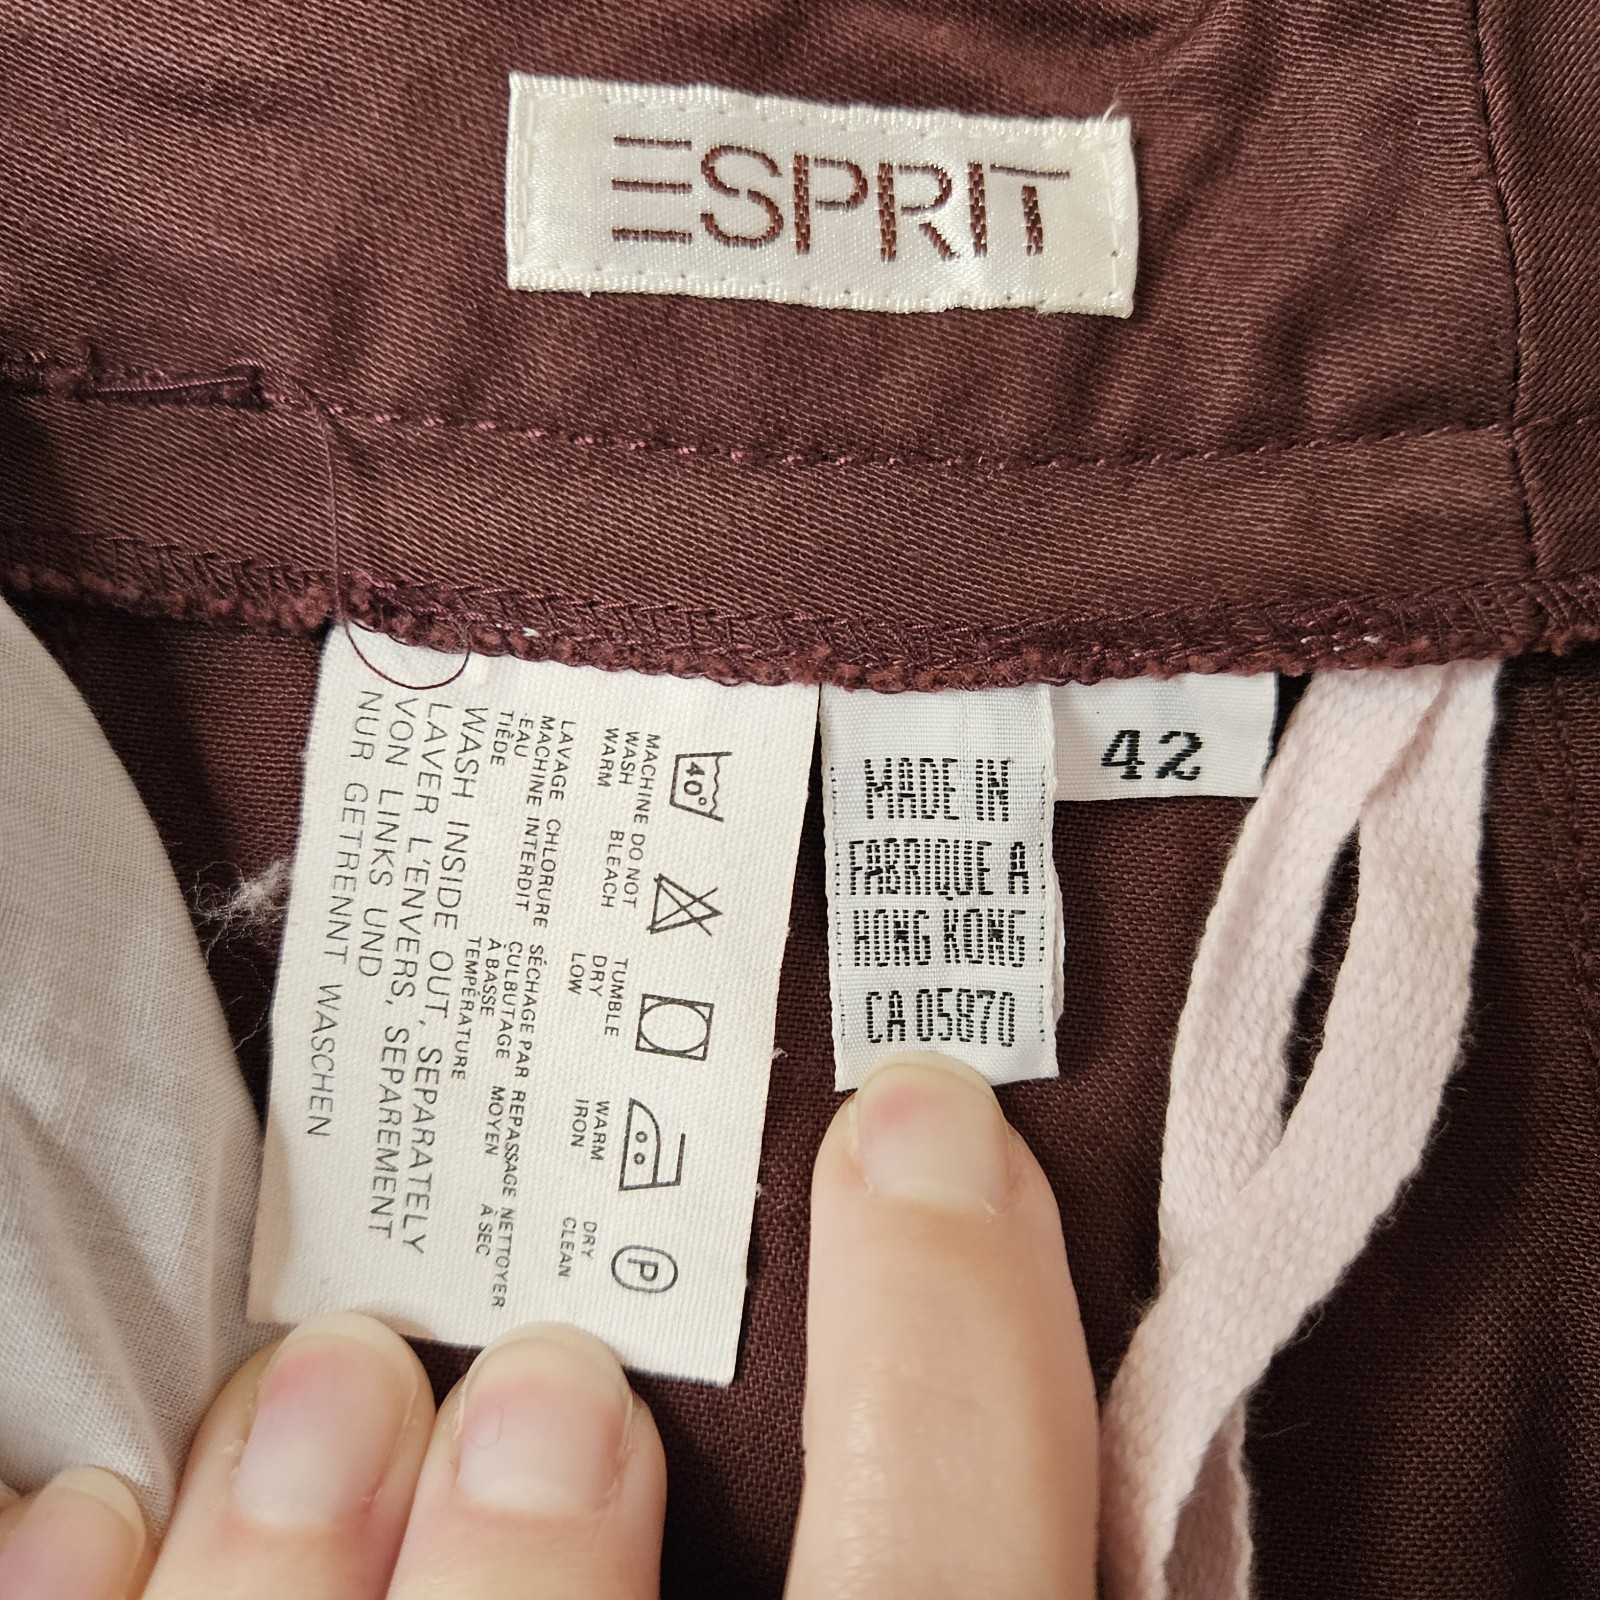 ESPRIT
42
MADE IN
FABRIQUE A
HONG KONG
CA 05870
40°
P
MACHINE WASH WARM
DO NOT BLEACH
TUMBLE DRY LOW
WARM IRON
DRY CLEAN
LAVAGE MACHINE EAU TIÈDE
CHLORURE INTERDIT
SÉCHAGE PAR CULBUTAGE À BASSE TEMPÉRATURE
REPASSAGE MOYEN
NETTOYER À SEC
WASH INSIDE OUT, SEPARATELY
LAVER L'ENVERS, SEPAREMENT
VON LINKS UND
NUR GETRENNT WASCHEN